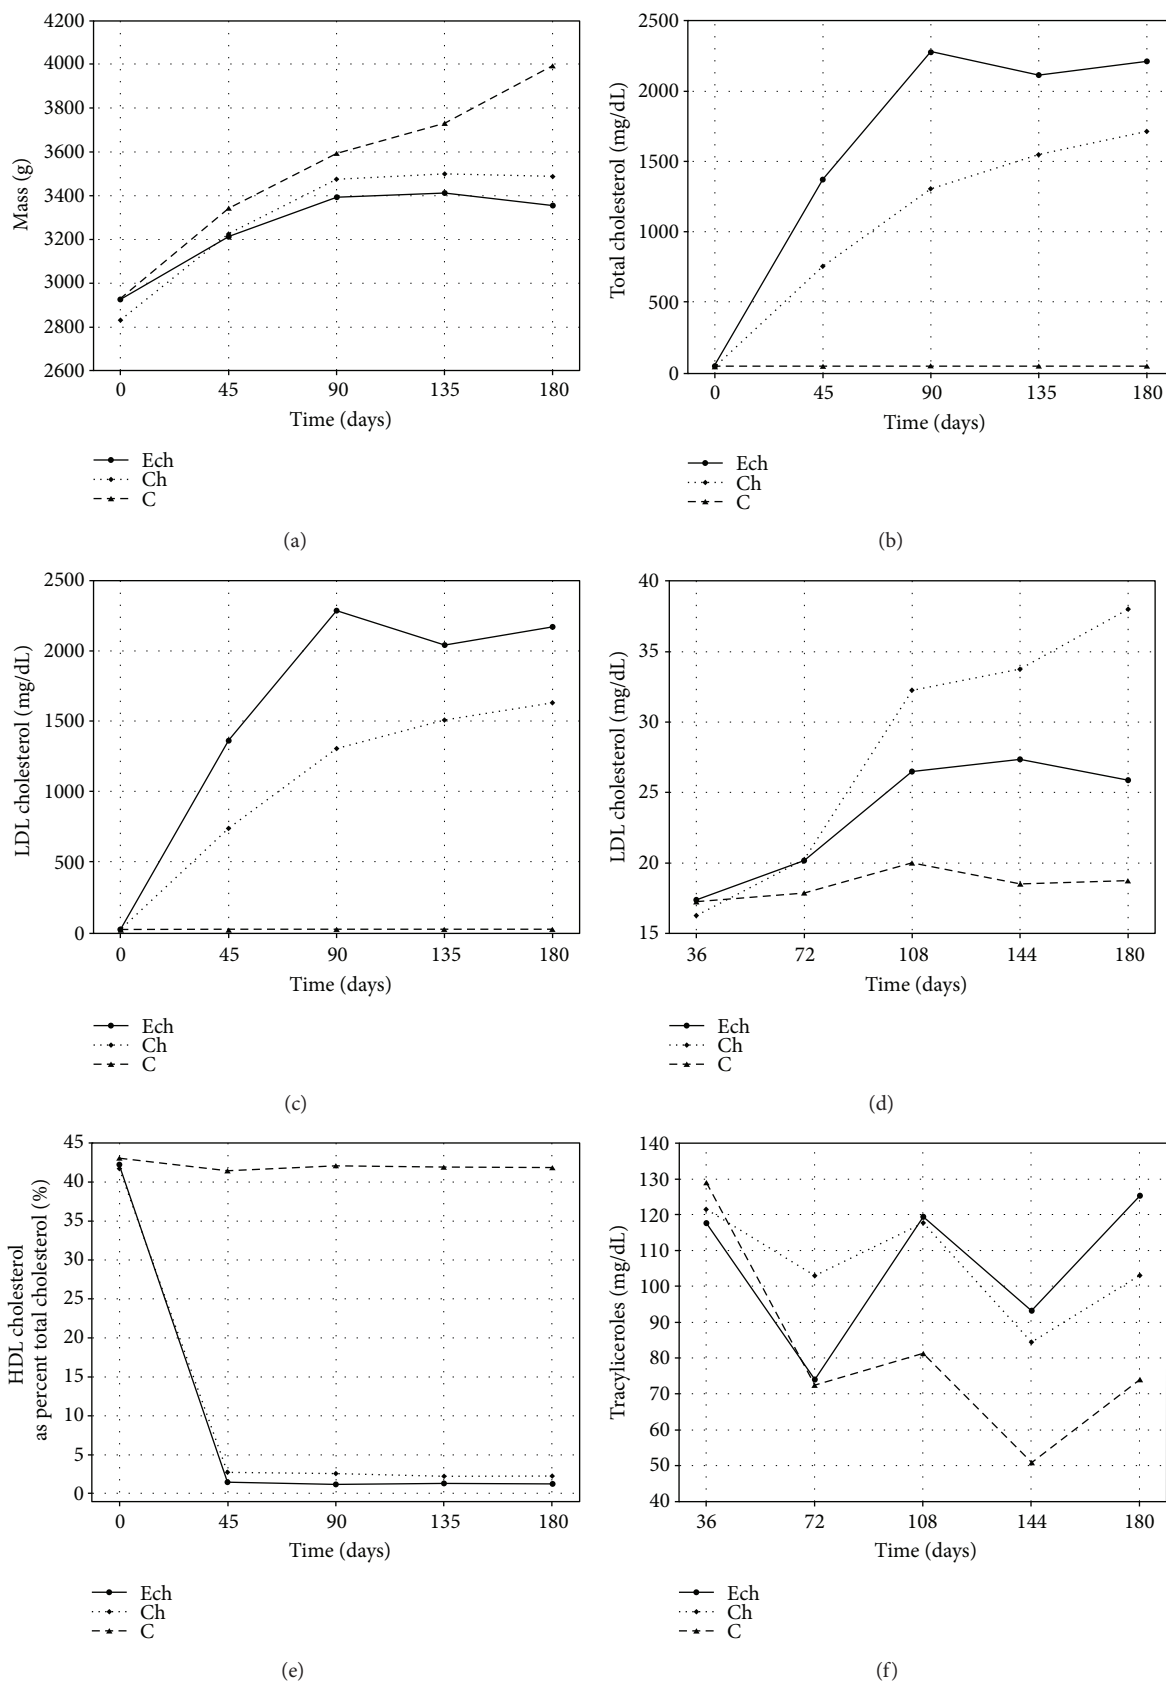 4200
4000
3800
3600
3400
3200
3000
2800
2600
Mass (g)
0 45 90 135 180
Time (days)
Ech
Ch
C
(a)
2500
2000
1500
1000
500
0
Total cholesterol (mg/dL)
0 45 90 135 180
Time (days)
Ech
Ch
C
(b)
2500
2000
1500
1000
500
0
LDL cholesterol (mg/dL)
0 45 90 135 180
Time (days)
Ech
Ch
C
(c)
40
35
30
25
20
15
LDL cholesterol (mg/dL)
36 72 108 144 180
Time (days)
Ech
Ch
C
(d)
45
40
35
30
25
20
15
10
5
0
HDL cholesterol
as percent total cholesterol (%)
0 45 90 135 180
Time (days)
Ech
Ch
C
(e)
140
130
120
110
100
90
80
70
60
50
40
Tracyliceroles (mg/dL)
36 72 108 144 180
Time (days)
Ech
Ch
C
(f)